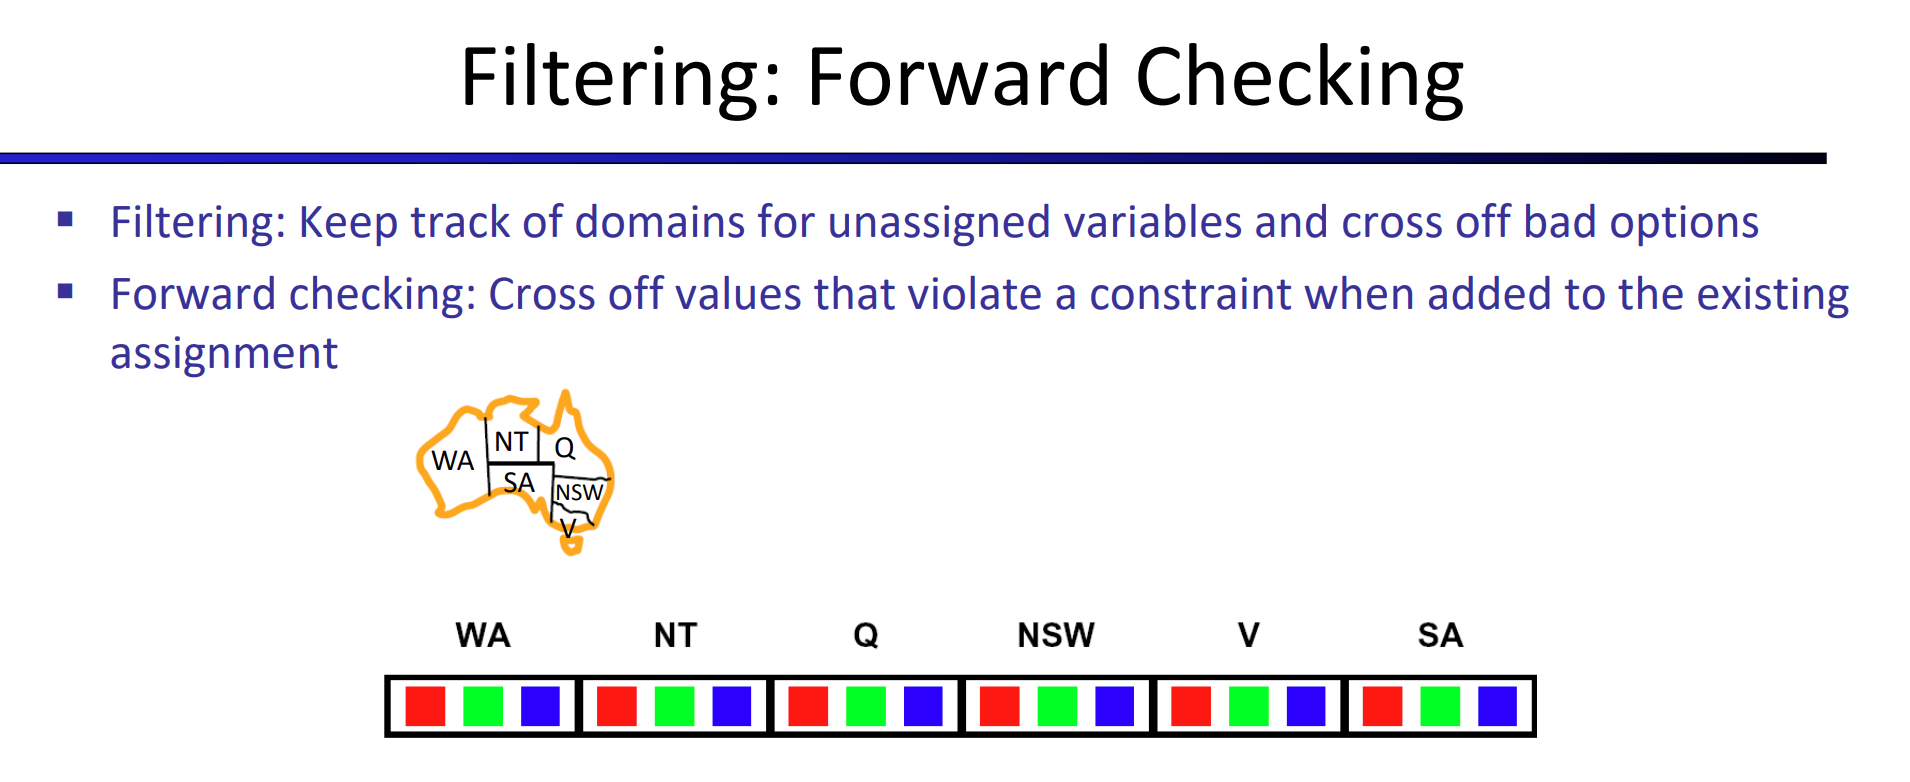 Filtering: Forward Checking
▪ Filtering: Keep track of domains for unassigned variables and cross off bad options
▪ Forward checking: Cross off values that violate a constraint when added to the existing
assignment
WA
NT
Q
SA
NSW
V
WA NT Q NSW V SA